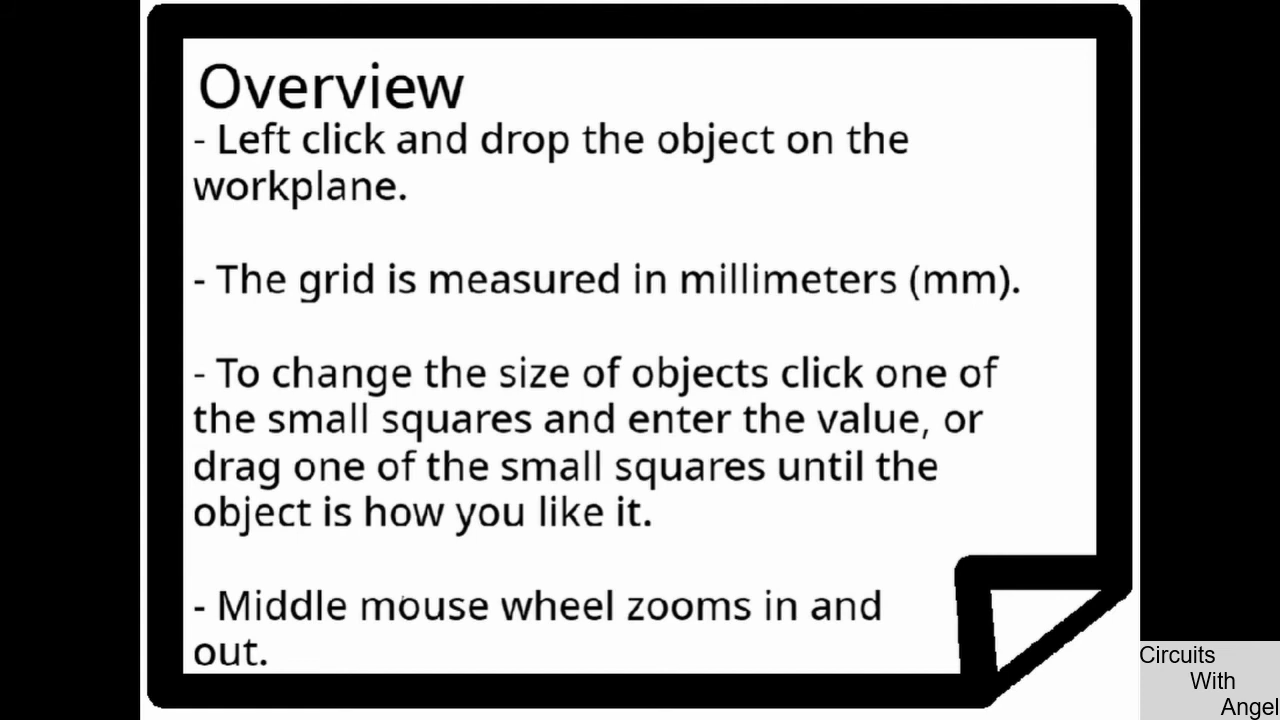 Overview
- Left click and drop the object on the
workplane.
- The grid is measured in millimeters (mm).
- To change the size of objects click one of
the small squares and enter the value, or
drag one of the small squares until the
object is how you like it.
- Middle mouse wheel zooms in and
out.
Circuits
With
Angel